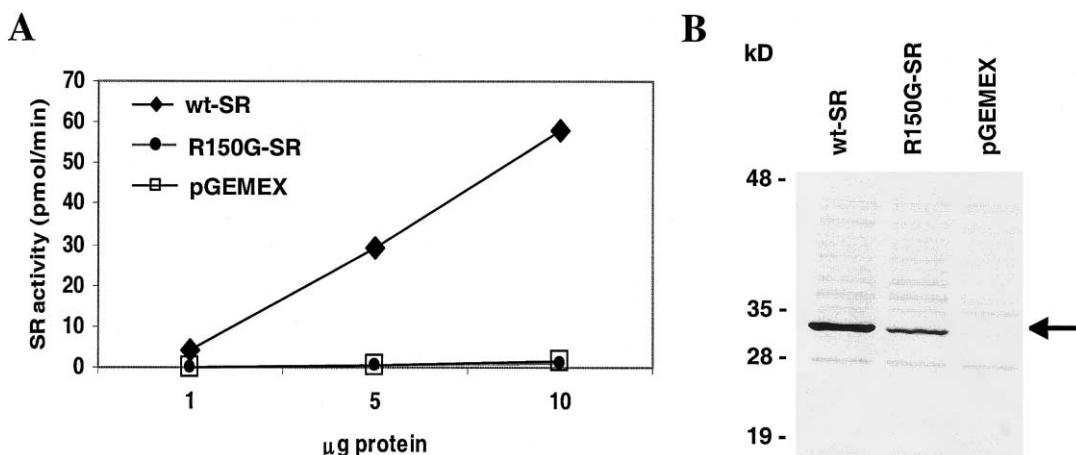 A
SR activity (pmol/min)
70
60
50
40
30
20
10
0
wt-SR
R150G-SR
pGEMEX
1
5
10
µg protein
B
kD
wt-SR
R150G-SR
pGEMEX
48 -
35 -
28 -
19 -